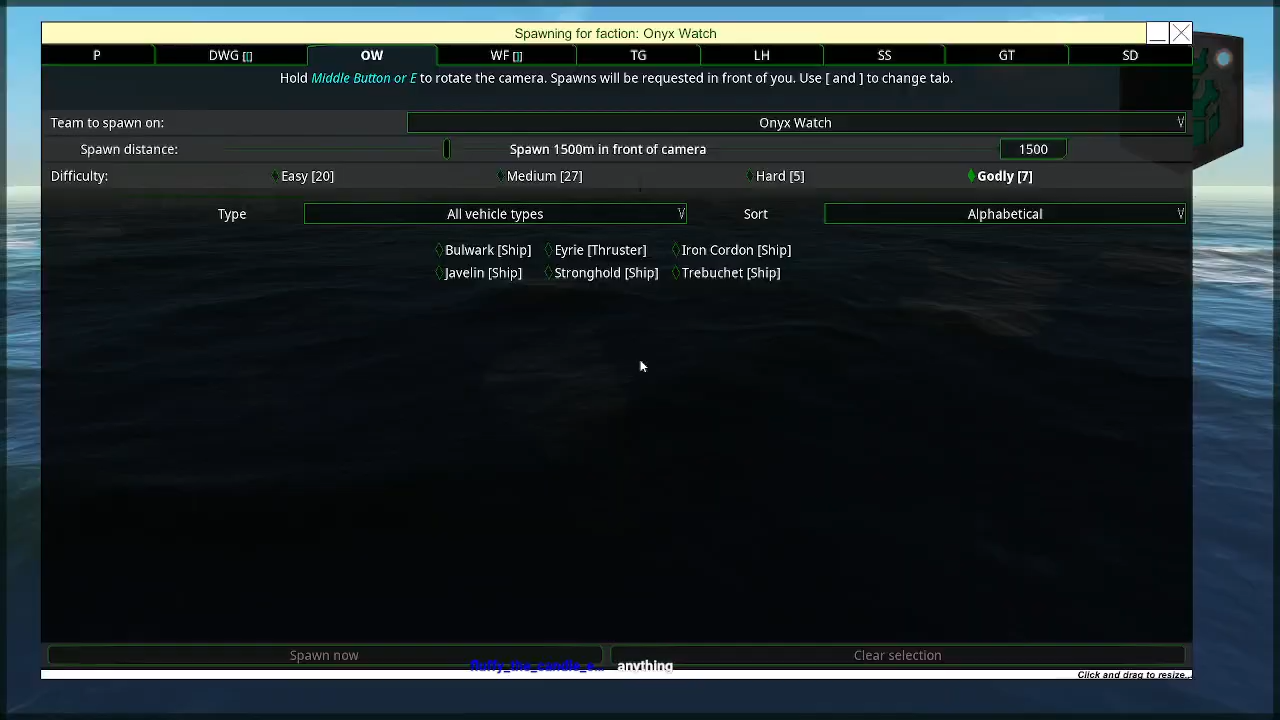 Spawning for faction: Onyx Watch
P DWG [[] OW WF []] TG LH SS GT SD
Hold Middle Button or E to rotate the camera. Spawns will be requested in front of you. Use [ and ] to change tab.
Team to spawn on: Onyx Watch
Spawn distance: Spawn 1500m in front of camera 1500
Difficulty: Easy [20] Medium [27] Hard [5] Godly [7]
Type All vehicle types Sort Alphabetical
Bulwark [Ship] Eyrie [Thruster] Iron Cordon [Ship]
Javelin [Ship] Stronghold [Ship] Trebuchet [Ship]
Spawn now Clear selection
fluffy_the_candle_e... anything
Click and drag to resize..